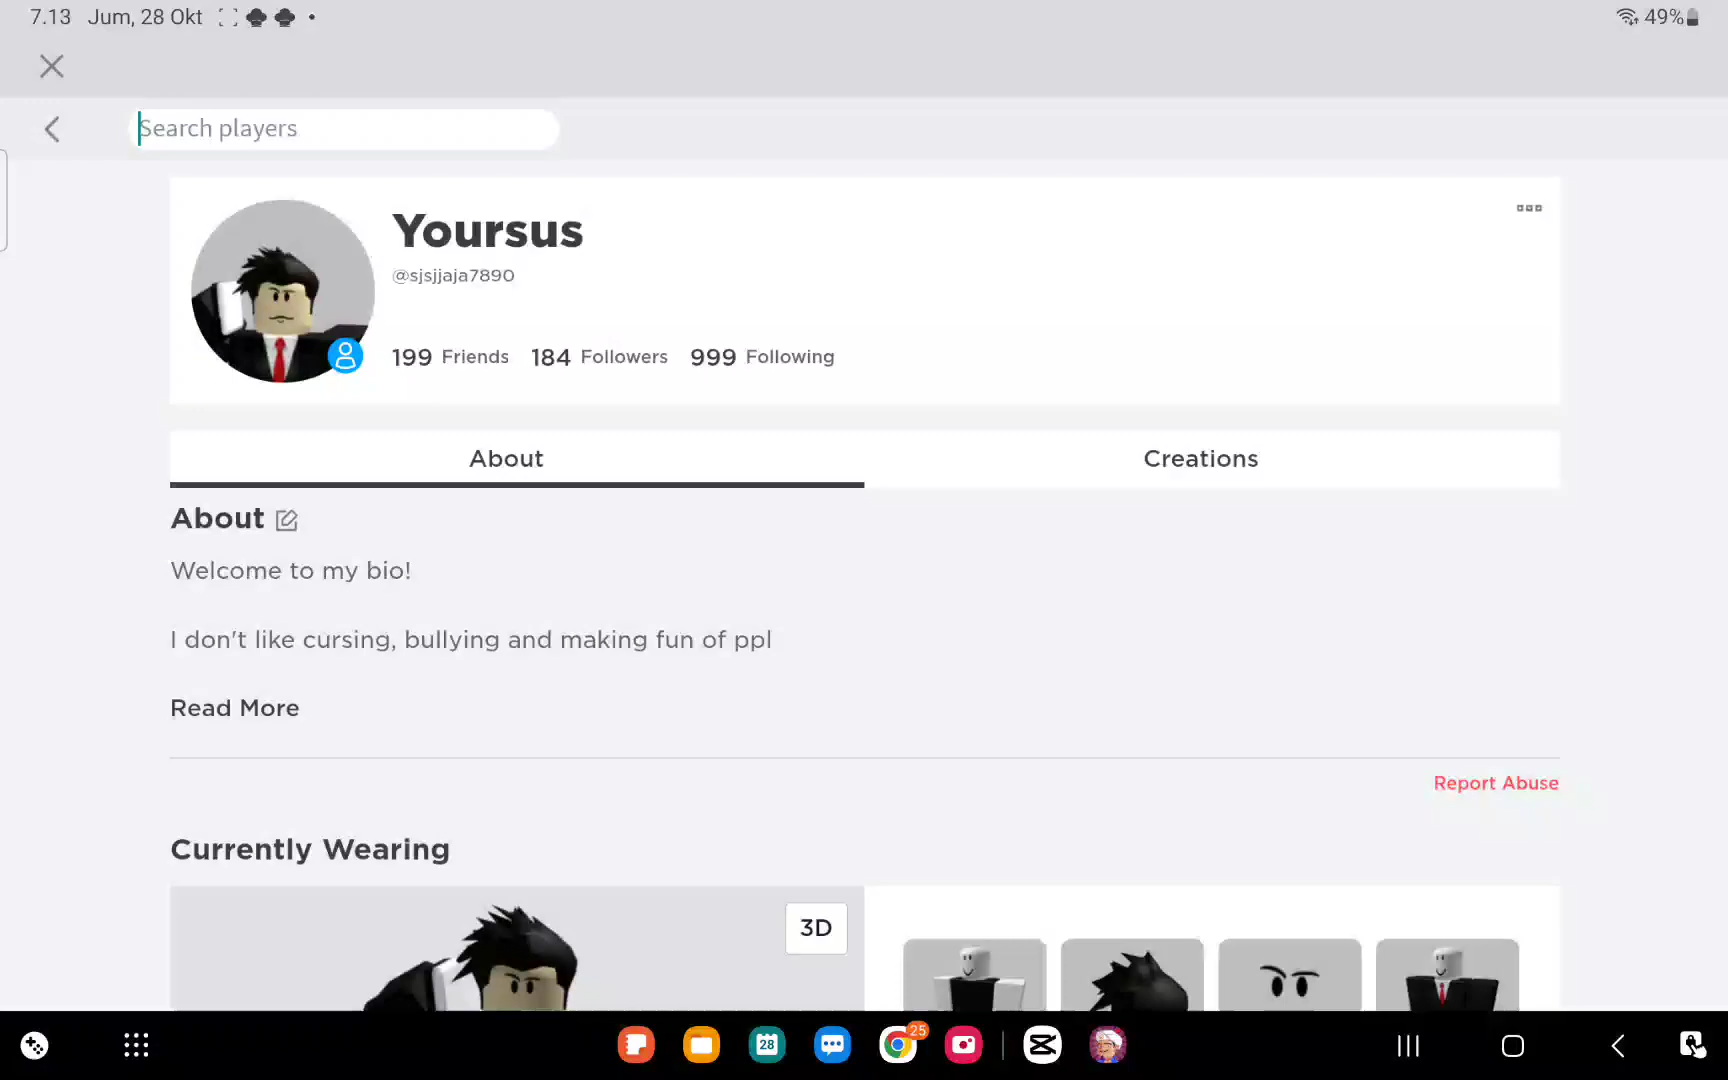 7.13 Jum, 28 Okt
49%
Search players
Yoursus
@sjsjjaja7890
199 Friends 184 Followers 999 Following
About Creations
About
Welcome to my bio!
I don't like cursing, bullying and making fun of ppl
Read More
Report Abuse
Currently Wearing
3D
28
25